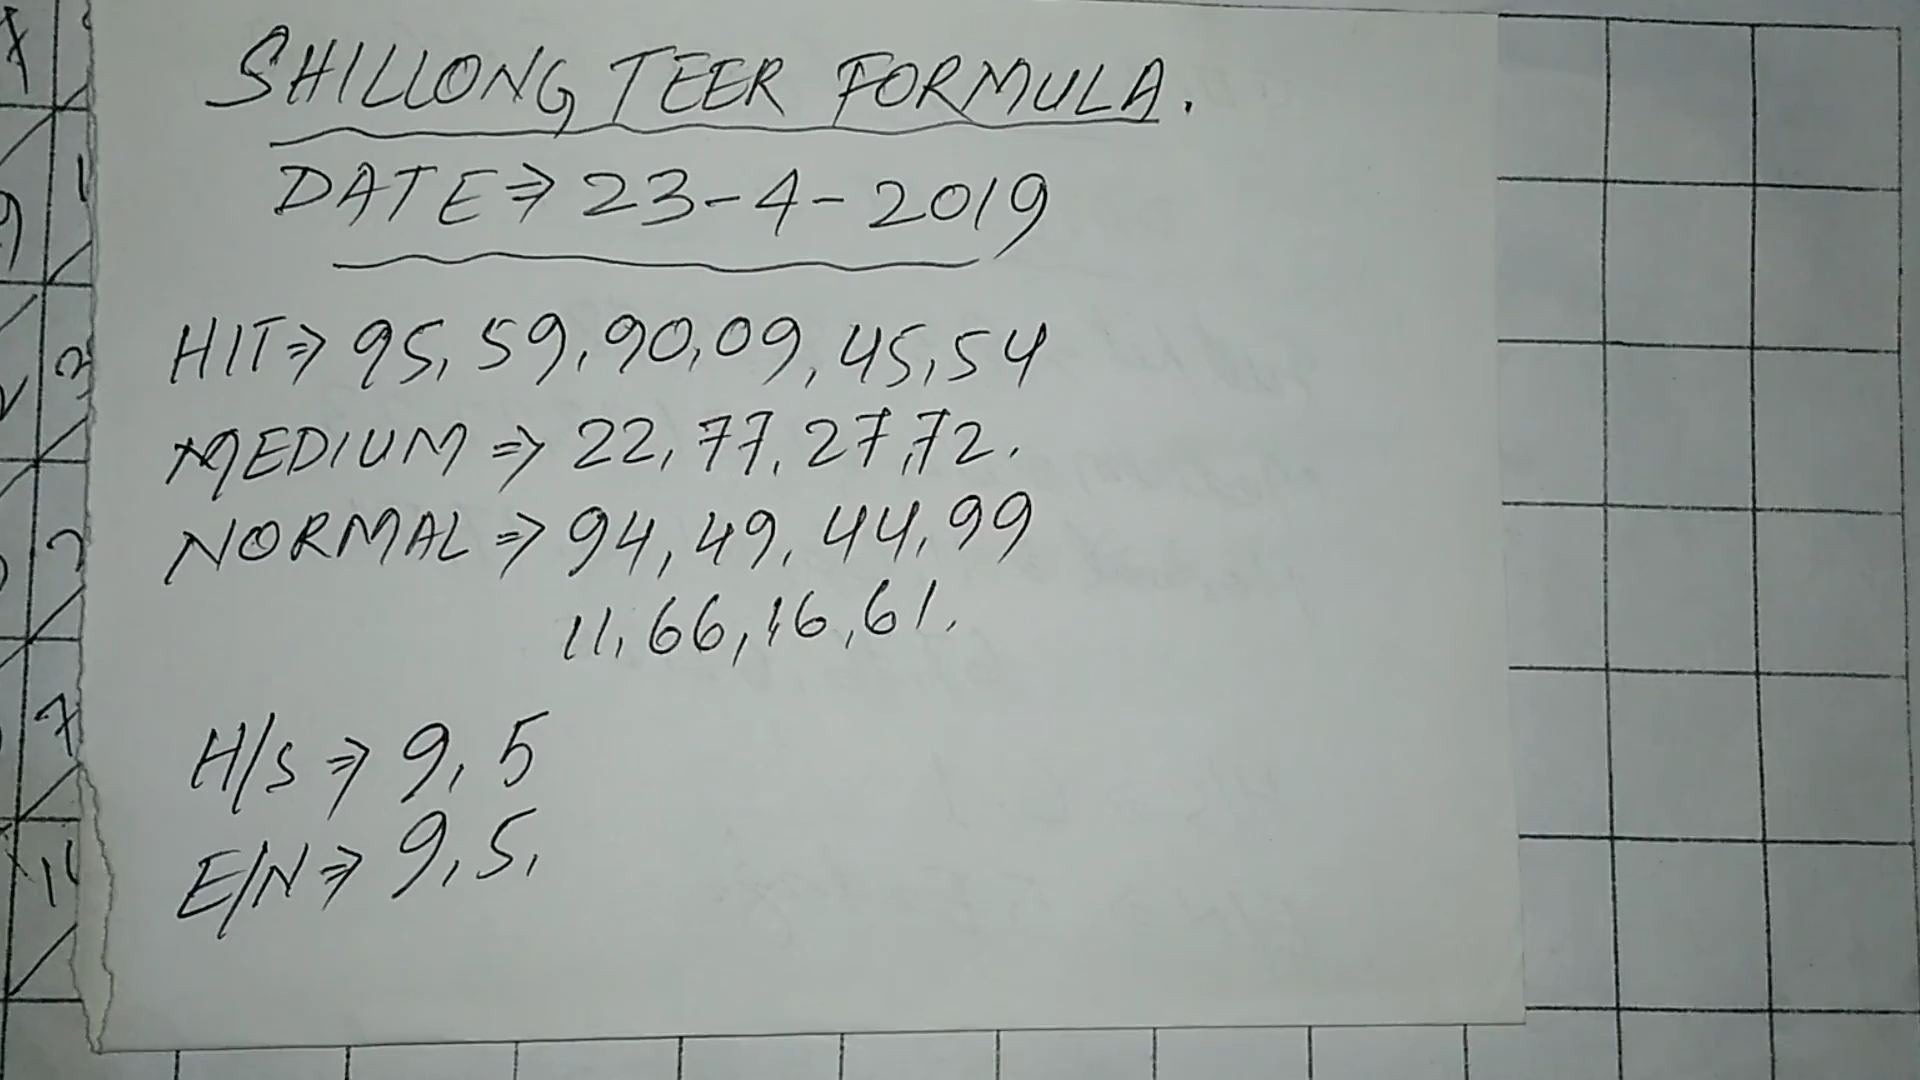 SHILLONG TEER FORMULA.
DATE ⇒ 23-4-2019
HIT ⇒ 95, 59, 90, 09, 45, 54
MEDIUM ⇒ 22, 77, 27, 72.
NORMAL ⇒ 94, 49, 44, 99
11, 66, 16, 61.
H/S ⇒ 9, 5
E/N ⇒ 9, 5,